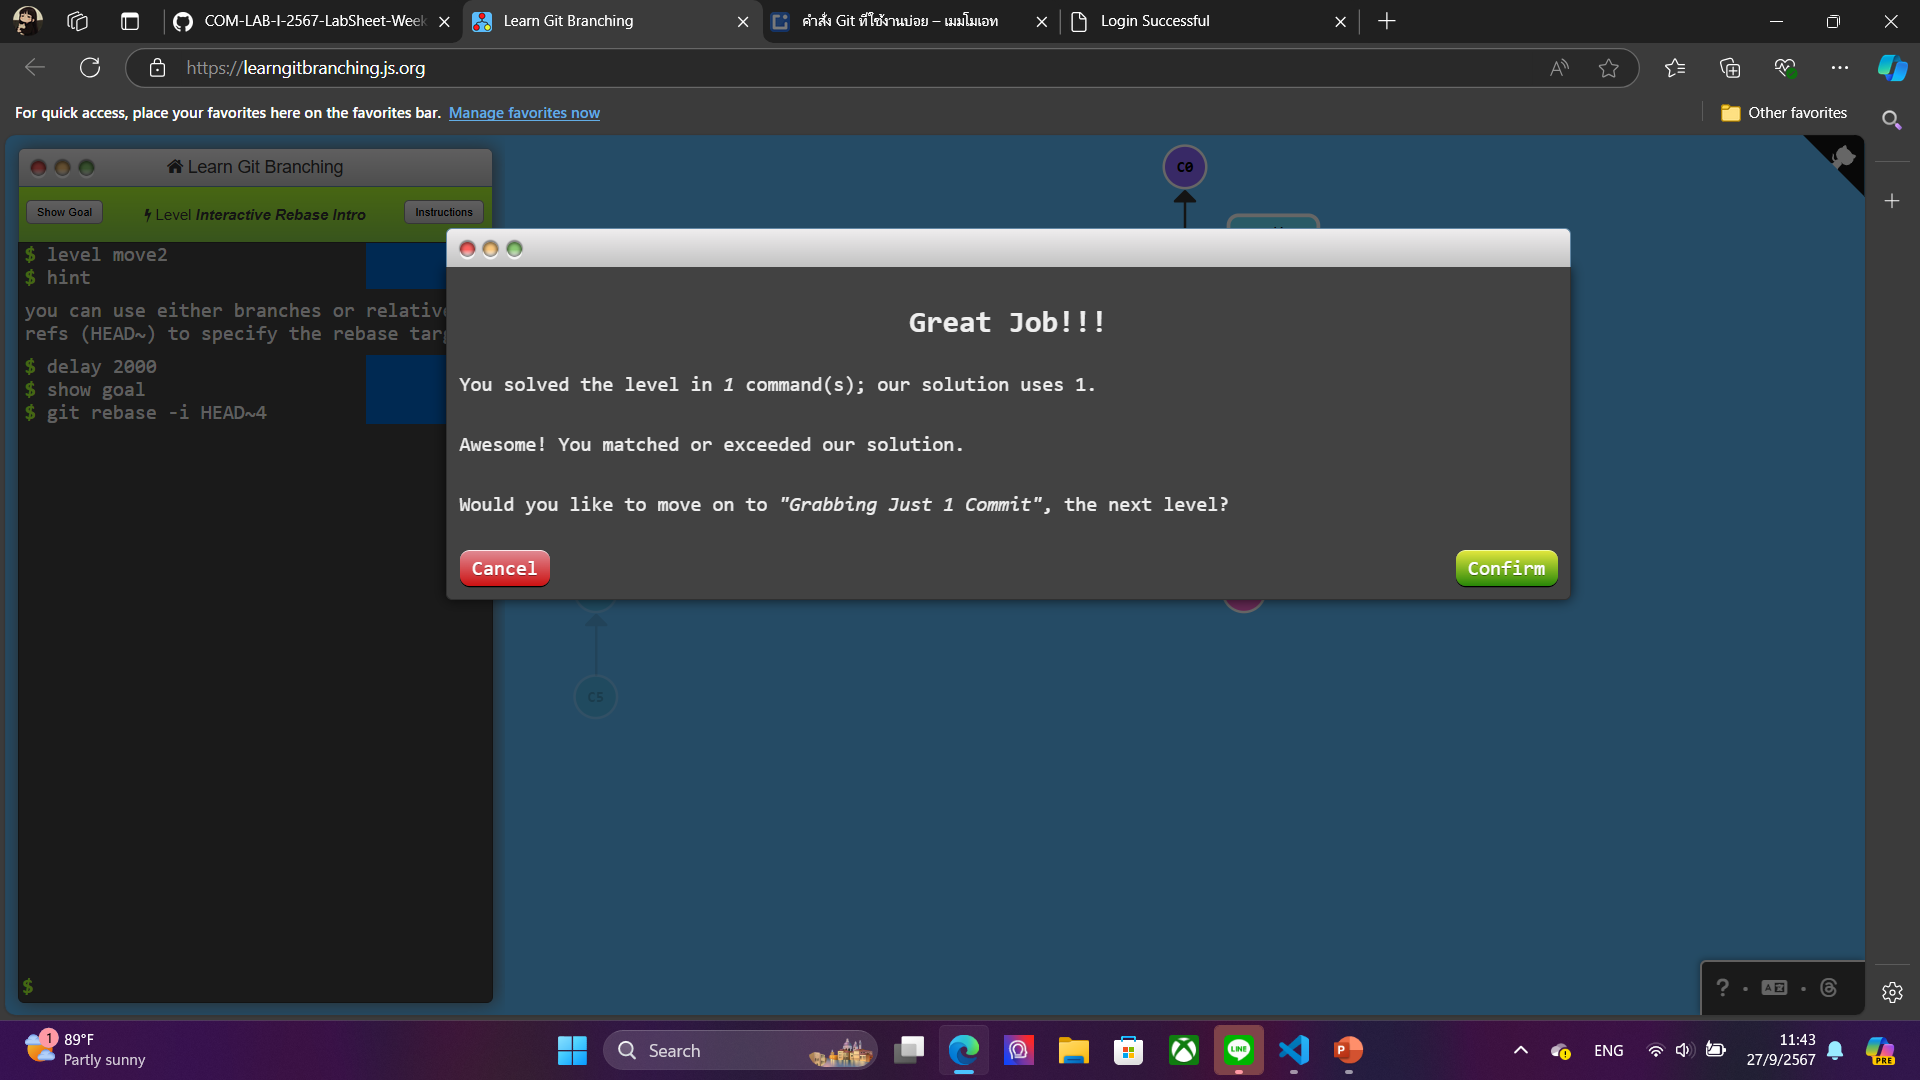 COM-LAB-I-2567-LabSheet-Week
Learn Git Branching
คำสั่ง Git ที่ใช้งานบ่อย – เมมโมเอท
Login Successful
https://learngitbranching.js.org
For quick access, place your favorites here on the favorites bar. Manage favorites now
Other favorites
Learn Git Branching
Show Goal
Level Interactive Rebase Intro
Instructions
$ level move2
$ hint
you can use either branches or relative
refs (HEAD~) to specify the rebase tar
$ delay 2000
$ show goal
$ git rebase -i HEAD~4
$
C0
Great Job!!!
You solved the level in 1 command(s); our solution uses 1.
Awesome! You matched or exceeded our solution.
Would you like to move on to "Grabbing Just 1 Commit", the next level?
Cancel
Confirm
C5
?
1
89°F
Partly sunny
Search
LINE
P
ENG
11:43
27/9/2567
PRE